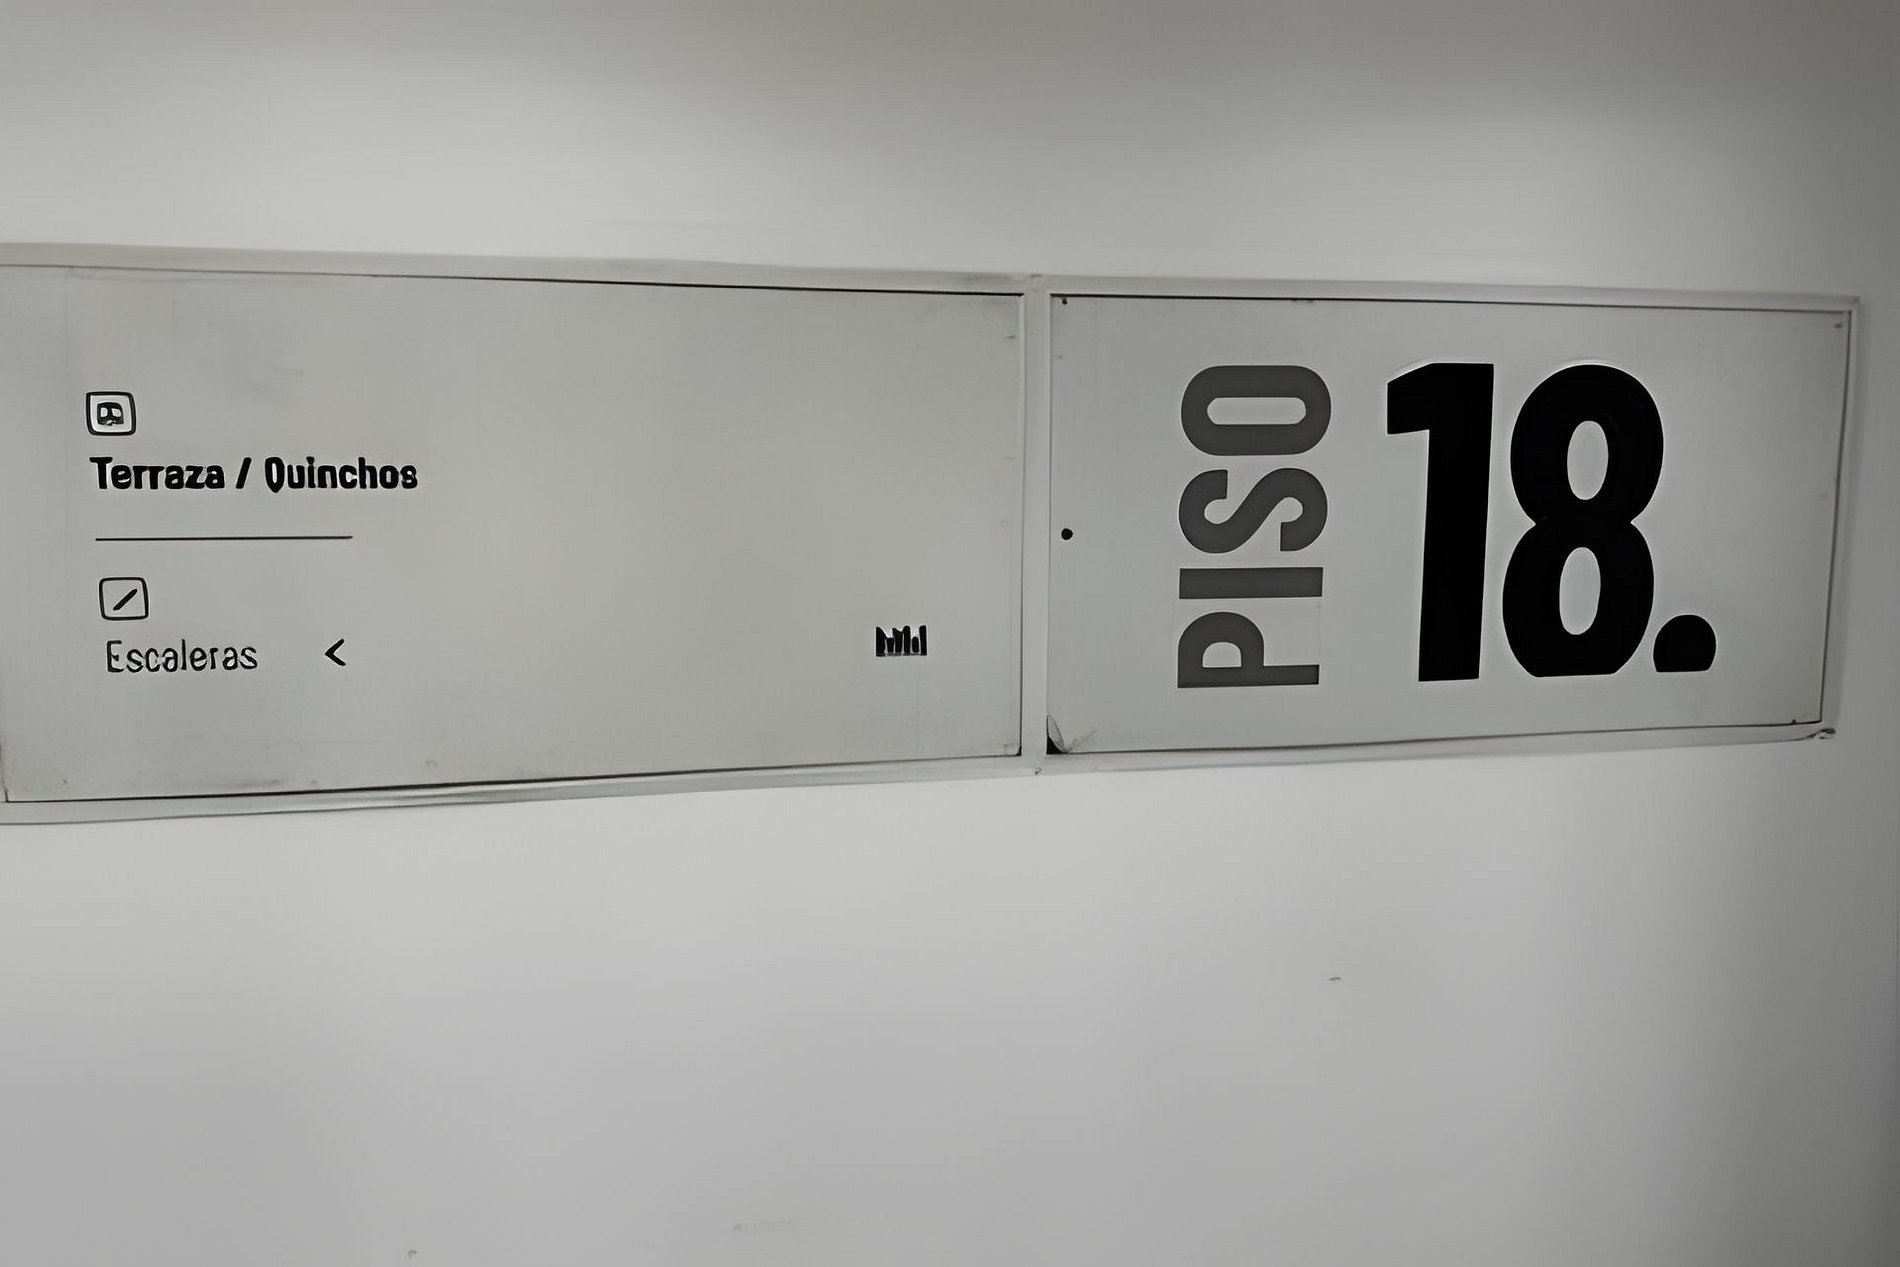 Terraza / Quinchos
Escaleras <
PISO
18.